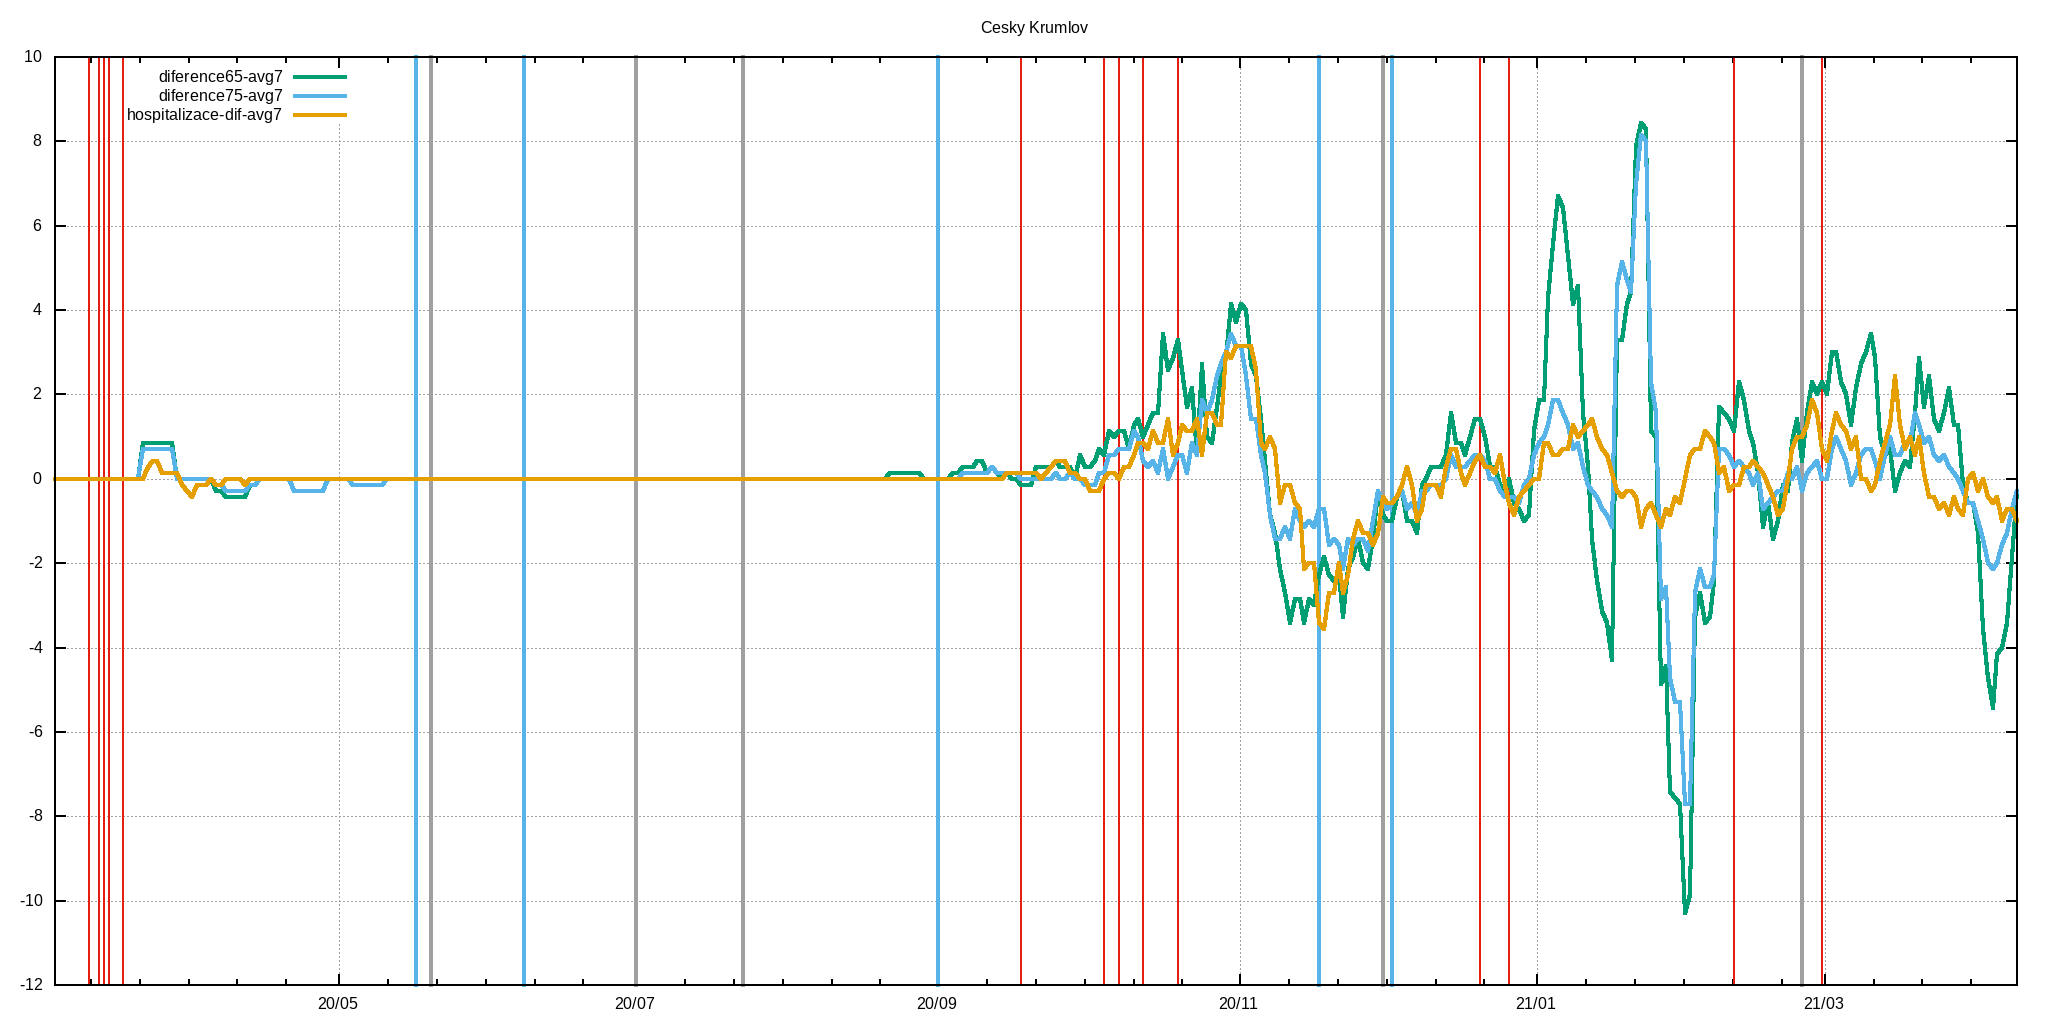 Cesky Krumlov
10
diference65-avg7
diference75-avg7
hospitalizace-dif-avg7
8
6
4
2
0
-2
-4
-6
-8
-10
-12
20/05 20/07 20/09 20/11 21/01 21/03